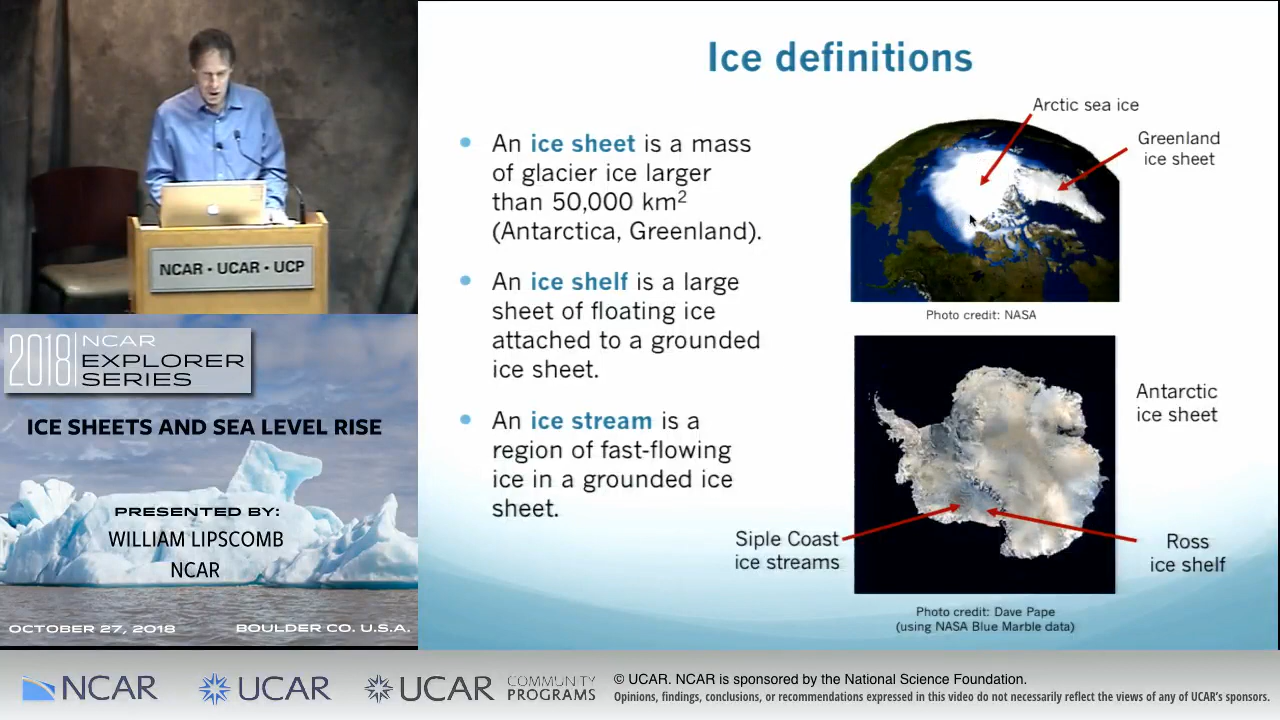 Ice definitions
An ice sheet is a mass
of glacier ice larger
than 50,000 km²
(Antarctica, Greenland).
An ice shelf is a large
sheet of floating ice
attached to a grounded
ice sheet.
An ice stream is a
region of fast-flowing
ice in a grounded ice
sheet.
Arctic sea ice
Greenland
ice sheet
Photo credit: NASA
Antarctic
ice sheet
Siple Coast
ice streams
Ross
ice shelf
Photo credit: Dave Pape
(using NASA Blue Marble data)
NCAR • UCAR • UCP
2018 NCAR
EXPLORER
SERIES
ICE SHEETS AND SEA LEVEL RISE
PRESENTED BY:
WILLIAM LIPSCOMB
NCAR
OCTOBER 27, 2018 BOULDER CO. U.S.A.
NCAR UCAR UCAR COMMUNITY
PROGRAMS
© UCAR. NCAR is sponsored by the National Science Foundation.
Opinions, findings, conclusions, or recommendations expressed in this video do not necessarily reflect the views of any of UCAR's sponsors.